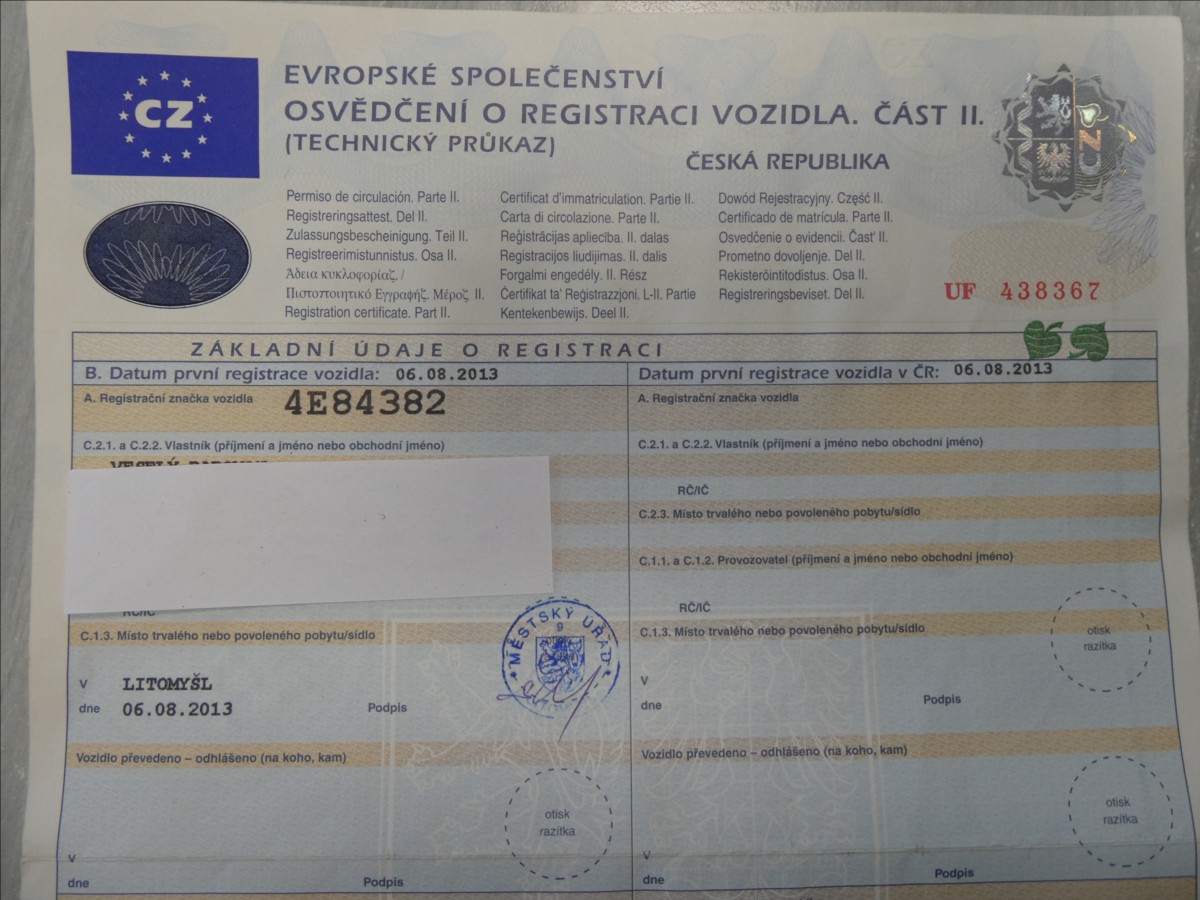 CZ
EVROPSKÉ SPOLEČENSTVÍ
OSVĚDČENÍ O REGISTRACI VOZIDLA. ČÁST II.
(TECHNICKÝ PRŮKAZ)
ČESKÁ REPUBLIKA
CZ
Permiso de circulación. Parte II.
Registreringsattest. Del II.
Zulassungsbescheinigung. Teil II.
Registreerimistunnistus. Osa II.
Άδεια κυκλοφορίαζ. /
Πιστοποιητικό Εγγραφήζ. Μέροζ II.
Registration certificate. Part II.
Certificat d'immatriculation. Partie II.
Carta di circolazione. Parte II.
Reģistrācijas apliecība. II. dalas
Registracijos liudijimas. II. dalis
Forgalmi engedély. II. Rész
Ċertifikat ta' Reġistrazzjoni. L-II. Partie
Kentekenbewijs. Deel II.
Dowód Rejestracyjny. Część II.
Certificado de matrícula. Parte II.
Osvedčenie o evidencii. Časť II.
Prometno dovoljenje. Del II.
Rekisteröintitodistus. Osa II.
Registreringsbeviset. Del II.
UF 438367
ZÁKLADNÍ ÚDAJE O REGISTRACI
B. Datum první registrace vozidla: 06.08.2013
Datum první registrace vozidla v ČR: 06.08.2013
A. Registrační značka vozidla 4E84382
C.2.1. a C.2.2. Vlastník (příjmení a jméno nebo obchodní jméno)
RČ/IČ
C.1.3. Místo trvalého nebo povoleného pobytu/sídlo
MĚSTSKÝ ÚŘAD
9
V LITOMYŠL
dne 06.08.2013 Podpis
Vozidlo převedeno – odhlášeno (na koho, kam)
otisk
razítka
V
dne Podpis
A. Registrační značka vozidla
C.2.1. a C.2.2. Vlastník (příjmení a jméno nebo obchodní jméno)
RČ/IČ
C.2.3. Místo trvalého nebo povoleného pobytu/sídlo
C.1.1. a C.1.2. Provozovatel (příjmení a jméno nebo obchodní jméno)
RČ/IČ
C.1.3. Místo trvalého nebo povoleného pobytu/sídlo
otisk
razítka
V
dne Podpis
Vozidlo převedeno – odhlášeno (na koho, kam)
otisk
razítka
V
dne Podpis